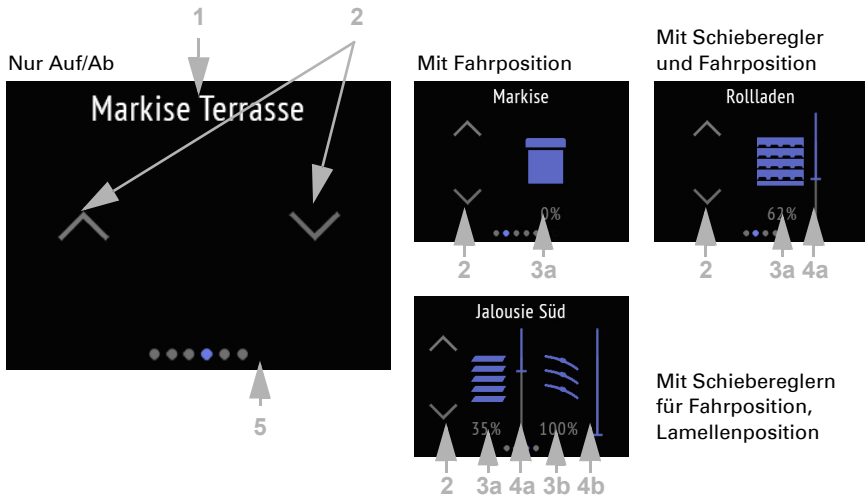 1
2
Nur Auf/Ab
Markise Terrasse
5
Mit Fahrposition
Markise
0%
2
3a
Mit Schieberegler
und Fahrposition
Rollladen
62%
2
3a
4a
Jalousie Süd
35%
100%
2
3a
4a
3b
4b
Mit Schiebereglern
für Fahrposition,
Lamellenposition